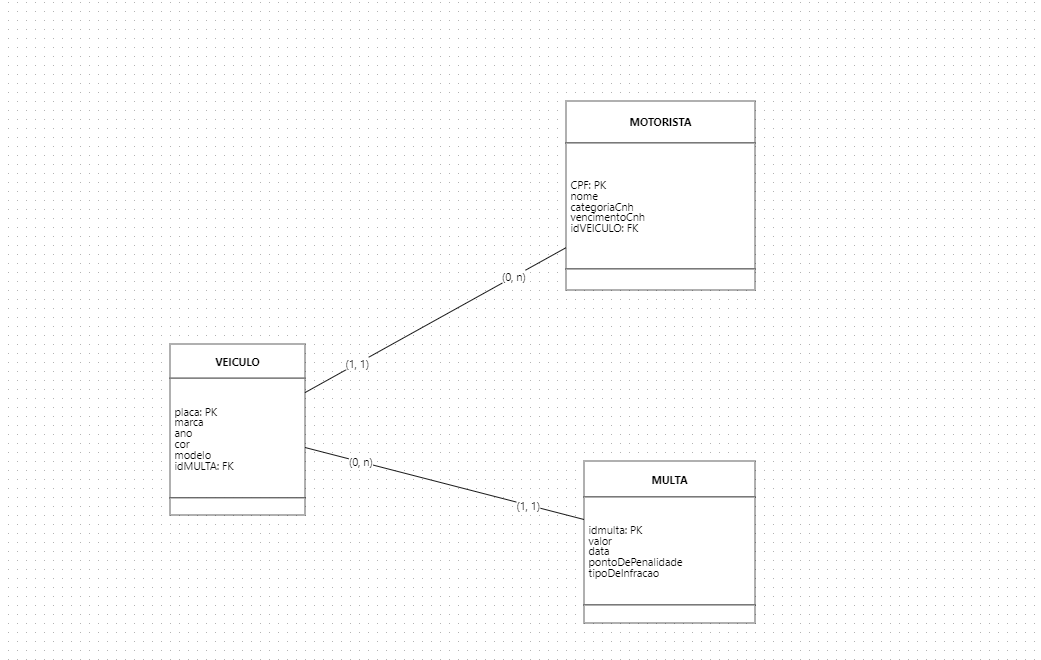 MOTORISTA
CPF: PK
nome
categoriaCnh
vencimentoCnh
idVEICULO: FK
(0, n)
(1, 1)
VEICULO
placa: PK
marca
ano
cor
modelo
idMULTA: FK
(0, n)
(1, 1)
MULTA
idmulta: PK
valor
data
pontoDePenalidade
tipoDeInfracao